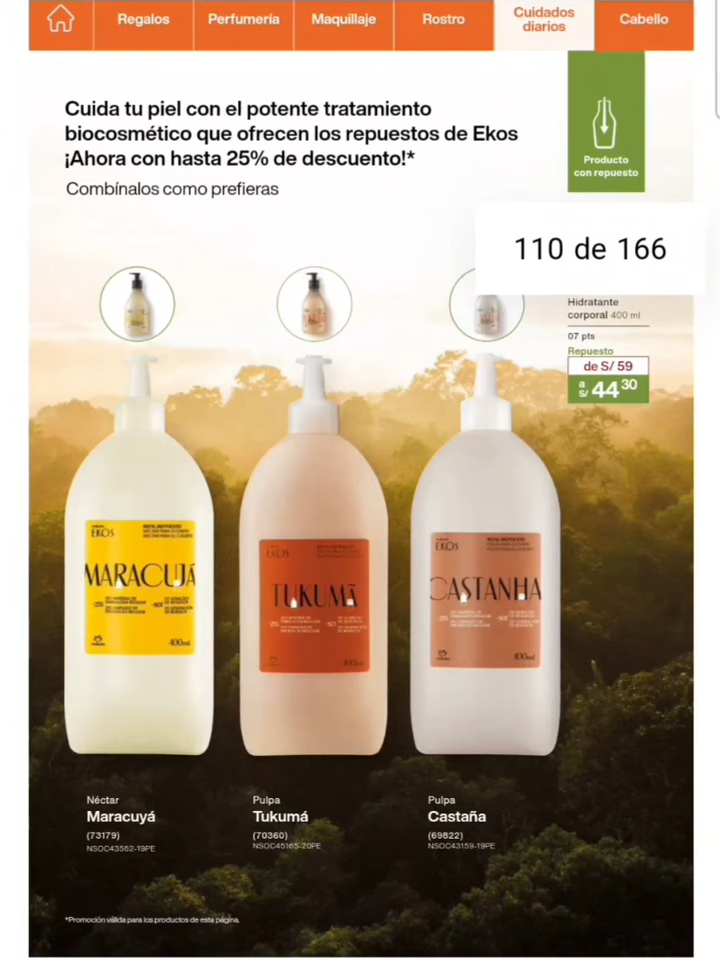 Regalos
Perfumería
Maquillaje
Rostro
Cuidados
diarios
Cabello
Cuida tu piel con el potente tratamiento
biocosmético que ofrecen los repuestos de Ekos
¡Ahora con hasta 25% de descuento!*
Combínalos como prefieras
Producto
con repuesto
110 de 166
Hidratante
corporal 400 ml
07 pts
Repuesto
de S/ 59
a S/ 44 30
EKOS
MARACUJÁ
400ml
EKOS
TUKUMÃ
400ml
EKOS
CASTANHA
400ml
Néctar
Maracuyá
(73179)
NSOC43562-19PE
Pulpa
Tukumá
(70360)
NSOC45165-20PE
Pulpa
Castaña
(69822)
NSOC43159-19PE
*Promoción válida para los productos de esta página.